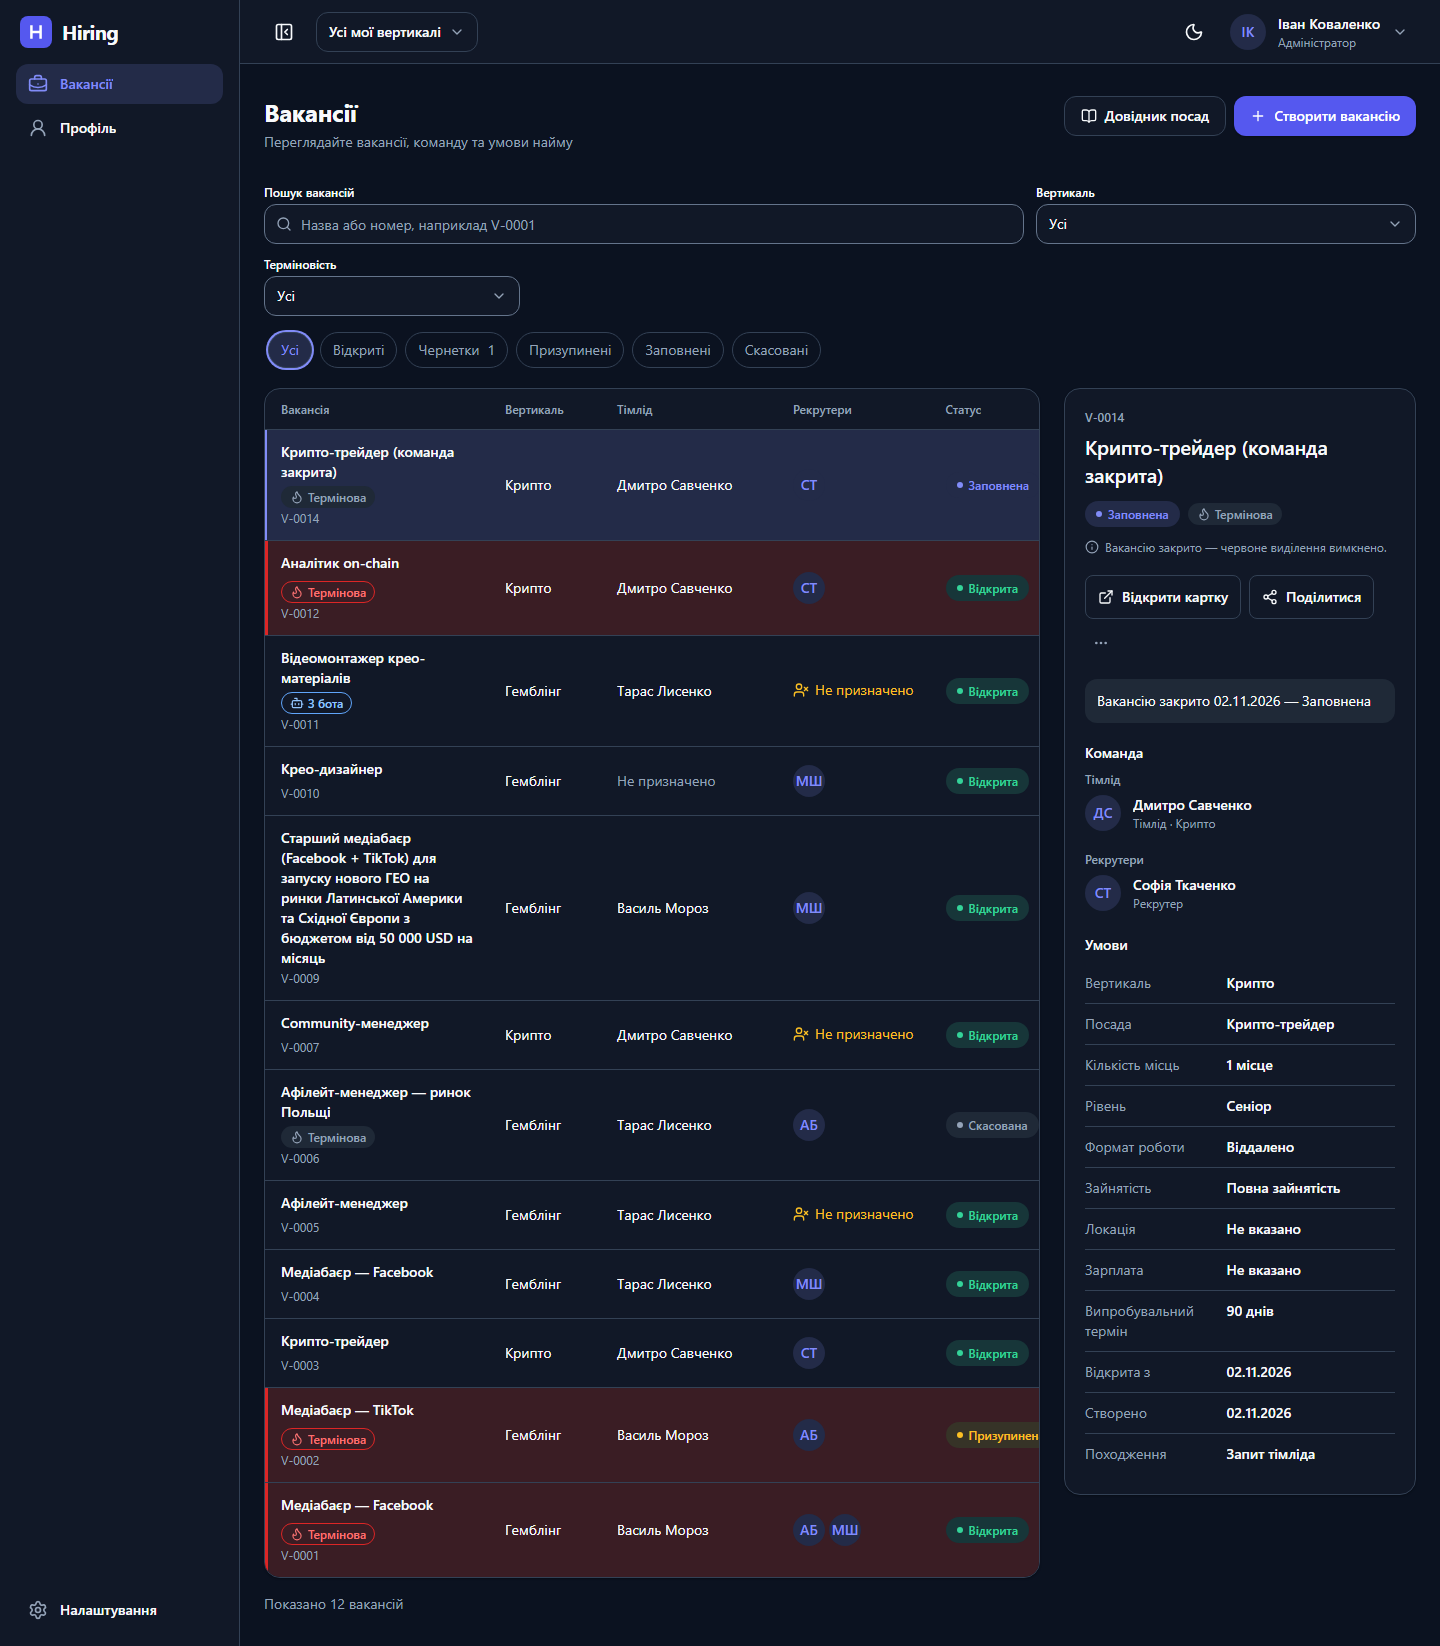 H Hiring
Усі мої вертикалі
ІК
Іван Коваленко
Адміністратор
Вакансії
Профіль
Вакансії
Переглядайте вакансії, команду та умови найму
Довідник посад
Створити вакансію
Пошук вакансій
Назва або номер, наприклад V-0001
Вертикаль
Усі
Терміновість
Усі
Усі
Відкриті
Чернетки 1
Призупинені
Заповнені
Скасовані
Вакансія Вертикаль Тімлід Рекрутери Статус
Крипто-трейдер (команда
закрита)
Термінова
V-0014
Крипто Дмитро Савченко СТ Заповнена
Аналітик on-chain
Термінова
V-0012
Крипто Дмитро Савченко СТ Відкрита
Відеомонтажер крео-
матеріалів
З бота
V-0011
Гемблінг Тарас Лисенко Не призначено Відкрита
Крео-дизайнер
V-0010
Гемблінг Не призначено МШ Відкрита
Старший медіабаєр
(Facebook + TikTok) для
запуску нового ГЕО на
ринки Латинської Америки
та Східної Європи з
бюджетом від 50 000 USD на
місяць
V-0009
Гемблінг Василь Мороз МШ Відкрита
Community-менеджер
V-0007
Крипто Дмитро Савченко Не призначено Відкрита
Афілейт-менеджер — ринок
Польщі
Термінова
V-0006
Гемблінг Тарас Лисенко АБ Скасована
Афілейт-менеджер
V-0005
Гемблінг Тарас Лисенко Не призначено Відкрита
Медіабаєр — Facebook
V-0004
Гемблінг Тарас Лисенко МШ Відкрита
Крипто-трейдер
V-0003
Крипто Дмитро Савченко СТ Відкрита
Медіабаєр — TikTok
Термінова
V-0002
Гемблінг Василь Мороз АБ Призупинен
Медіабаєр — Facebook
Термінова
V-0001
Гемблінг Василь Мороз АБ МШ Відкрита
Показано 12 вакансій
V-0014
Крипто-трейдер (команда
закрита)
Заповнена Термінова
Вакансію закрито — червоне виділення вимкнено.
Відкрити картку
Поділитися
...
Вакансію закрито 02.11.2026 — Заповнена
Команда
Тімлід
ДС
Дмитро Савченко
Тімлід · Крипто
Рекрутери
СТ
Софія Ткаченко
Рекрутер
Умови
Вертикаль Крипто
Посада Крипто-трейдер
Кількість місць 1 місце
Рівень Сеніор
Формат роботи Віддалено
Зайнятість Повна зайнятість
Локація Не вказано
Зарплата Не вказано
Випробувальний 90 днів
термін
Відкрита з 02.11.2026
Створено 02.11.2026
Походження Запит тімліда
Налаштування